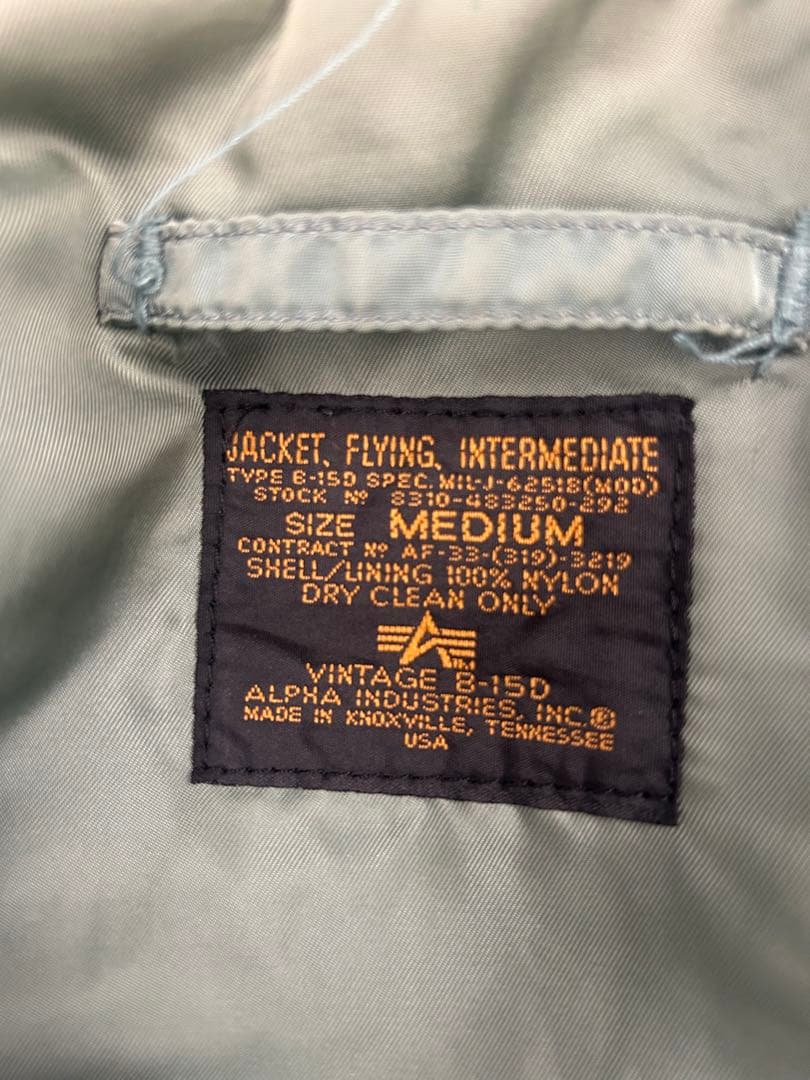 JACKET, FLYING, INTERMEDIATE
TYPE B-15D SPEC. MIL-J-6251B(MOD)
STOCK Nº 8310-483250-292
SIZE MEDIUM
CONTRACT Nº AF-33-(319)-3219
SHELL/LINING 100% NYLON
DRY CLEAN ONLY
TM
VINTAGE B-15D
ALPHA INDUSTRIES, INC.®
MADE IN KNOXVILLE, TENNESSEE
USA